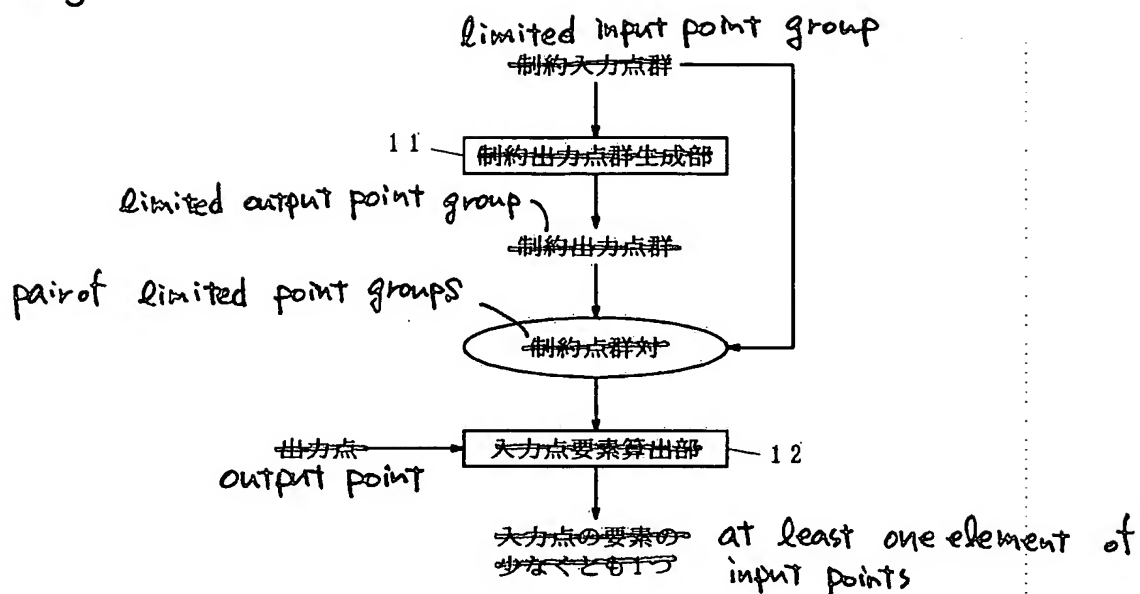 limited input point group
制約入力点群
11
制約出力点群生成部
limited output point group
制約出力点群
pair of limited point groups
制約点群対
出力点
入力点要素算出部
12
output point
入力点の要素の
少なくとも1つ
at least one element of
input points